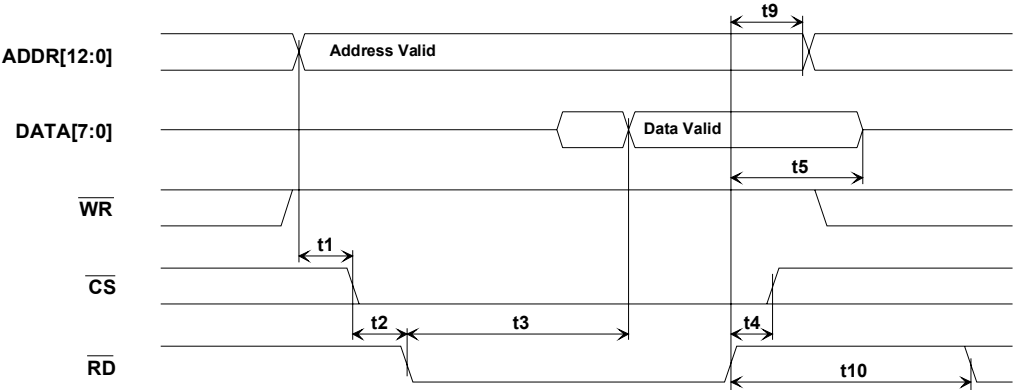 t9
ADDR[12:0]
Address Valid
DATA[7:0]
Data Valid
t5
WR
t1
CS
t2
t3
t4
RD
t10